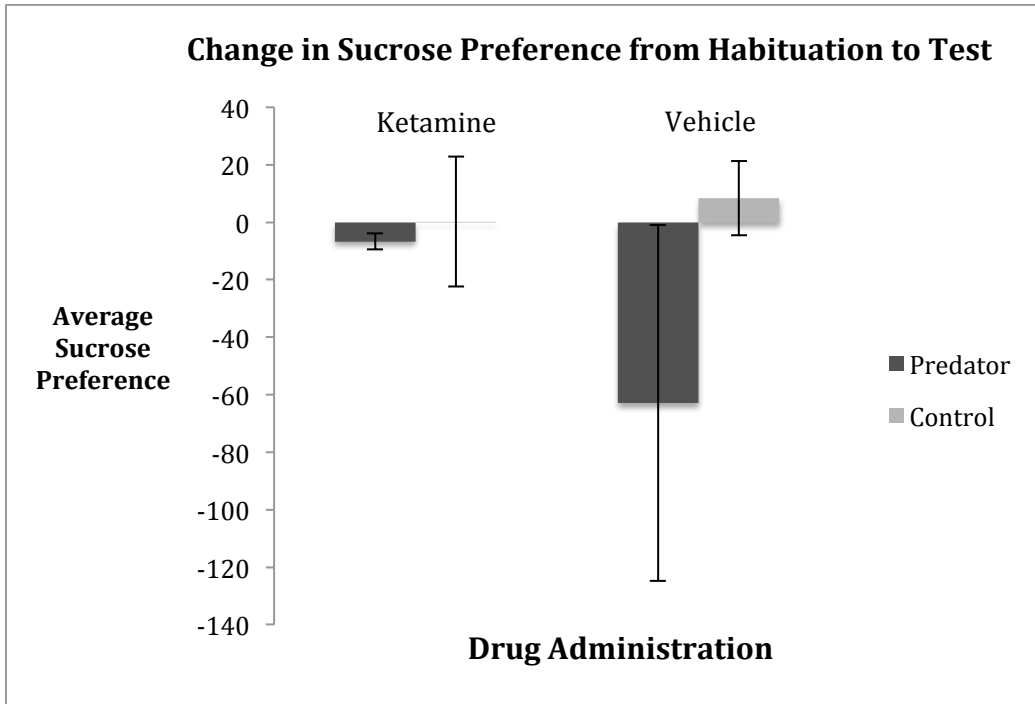 Change in Sucrose Preference from Habituation to Test
Ketamine
Vehicle
40
20
0
-20
-40
-60
-80
-100
-120
-140
Average
Sucrose
Preference
Predator
Control
Drug Administration